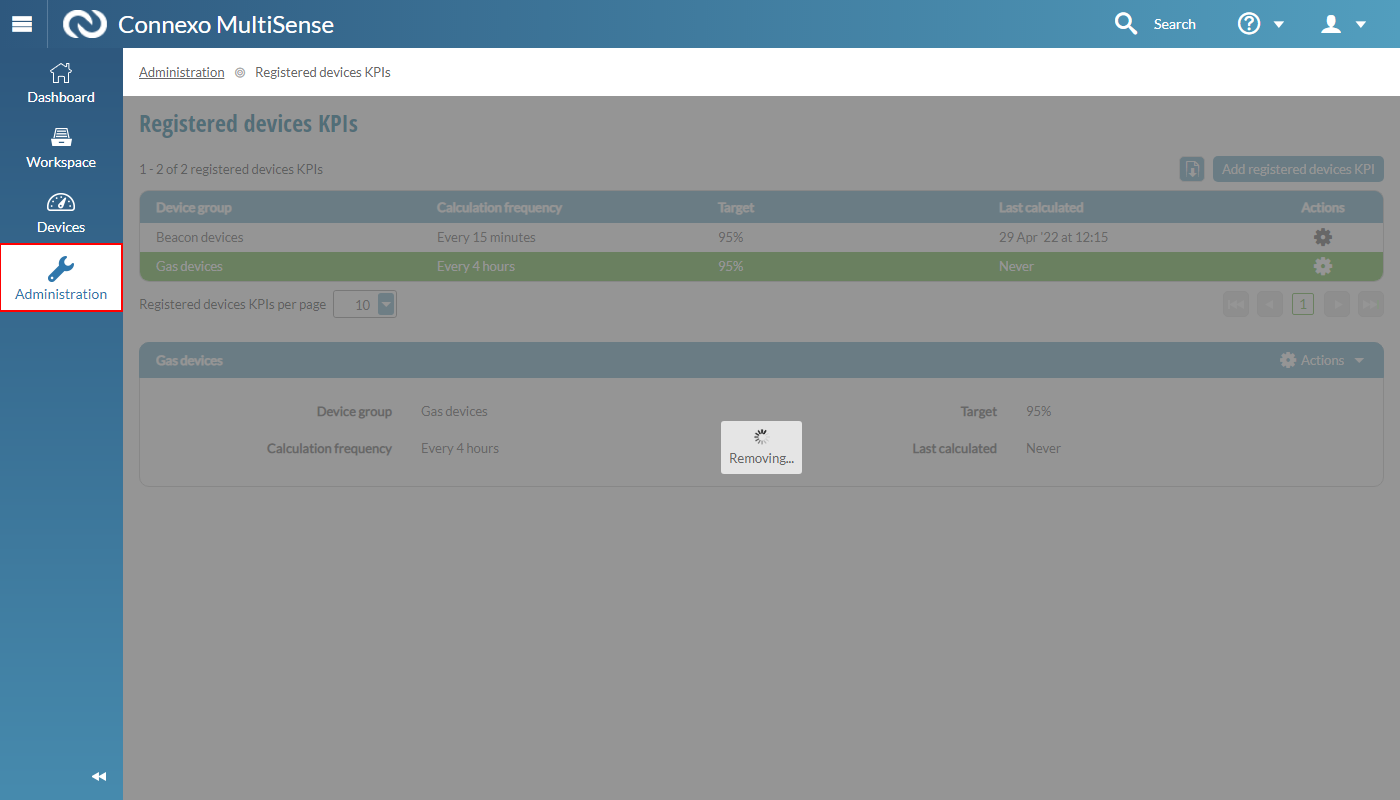 Connexo MultiSense
Search
Dashboard
Workspace
Devices
Administration
Administration Registered devices KPIs
Registered devices KPIs
1 - 2 of 2 registered devices KPIs
Add registered devices KPI
Device group Calculation frequency Target Last calculated Actions
Beacon devices Every 15 minutes 95% 29 Apr '22 at 12:15
Gas devices Every 4 hours 95% Never
Registered devices KPIs per page 10 1
Gas devices Actions
Device group Gas devices Target 95%
Calculation frequency Every 4 hours Last calculated Never
Removing...